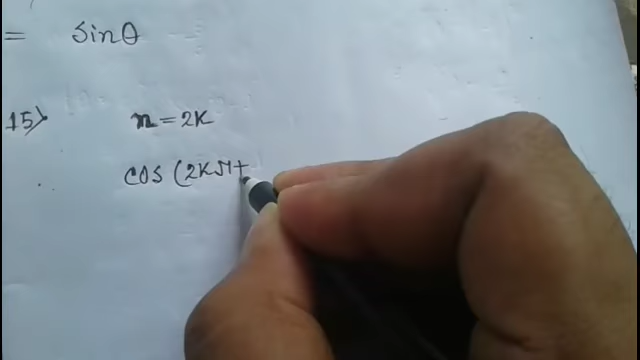 = sinθ
15> n = 2K
cos (2Kπ+